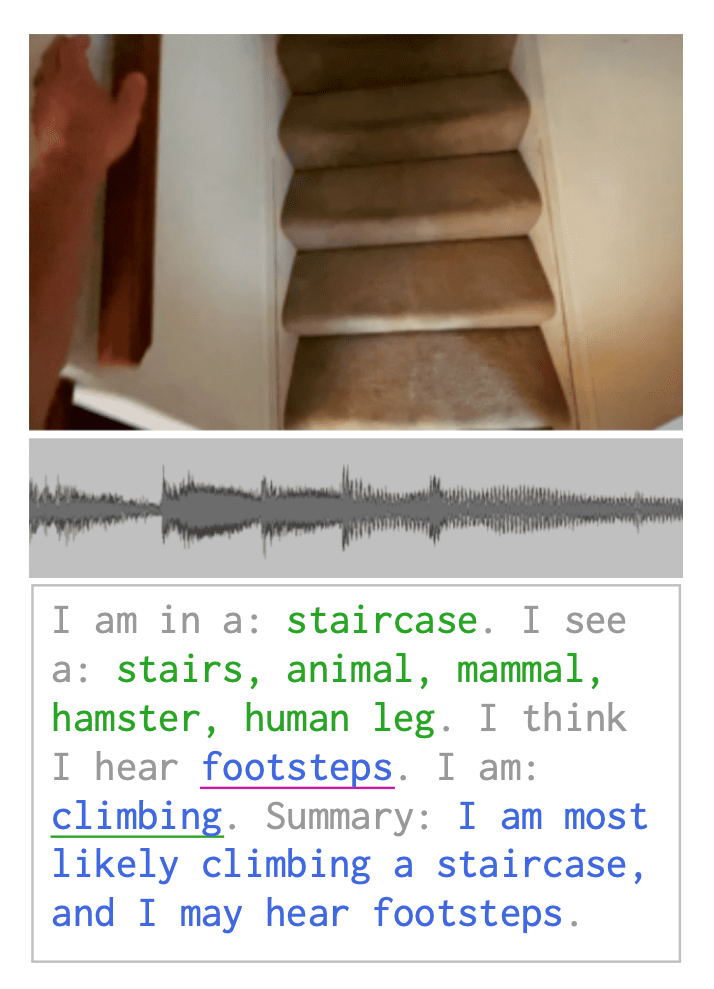 I am in a: staircase. I see
a: stairs, animal, mammal,
hamster, human leg. I think
I hear footsteps. I am:
climbing. Summary: I am most
likely climbing a staircase,
and I may hear footsteps.